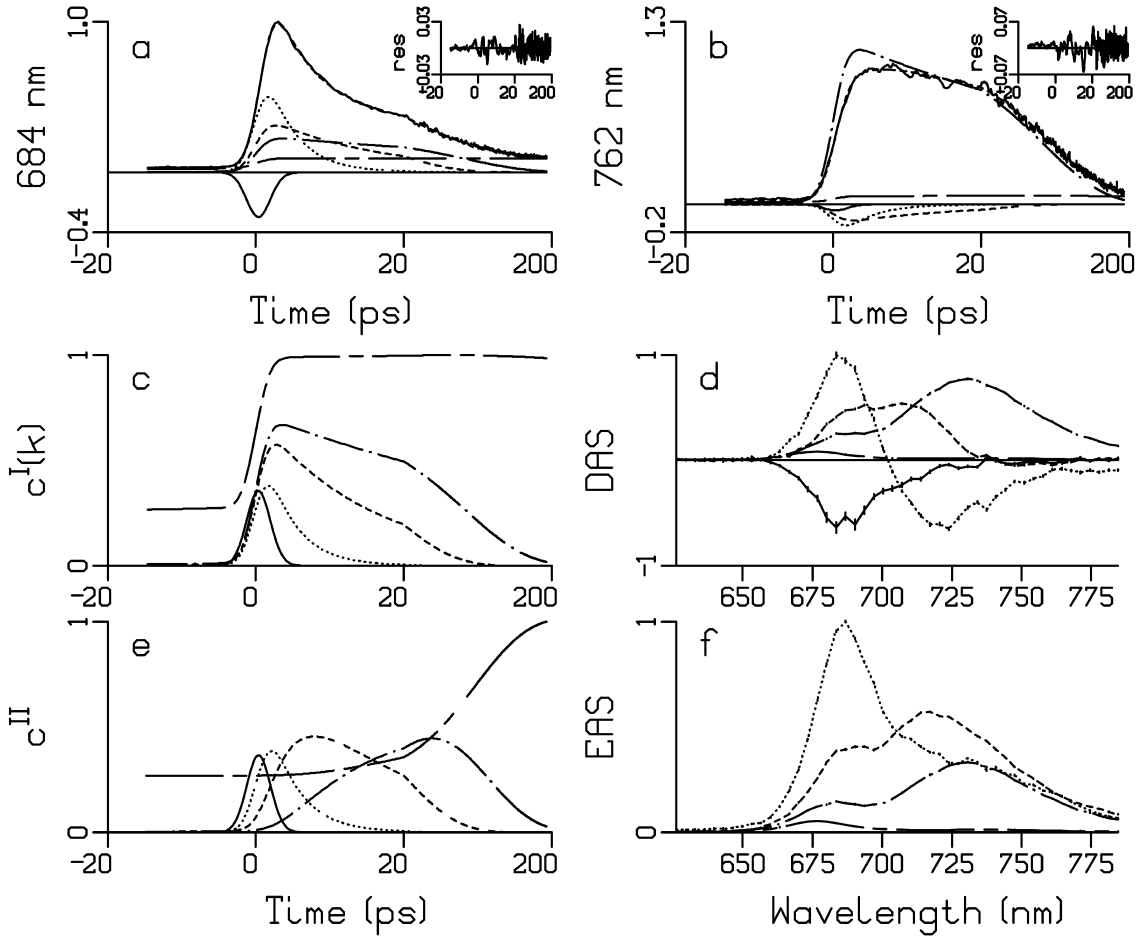 1.0
a
684 nm
-0.4
-20 0 20 200
Time (ps)
0.03
res
-0.03
-20 0 20 200
1.3
b
762 nm
-0.2
-20 0 20 200
Time (ps)
0.07
res
-0.07
-20 0 20 200
1
c
cI(k)
0
-20 0 20 200
1
d
DAS
-1
650 675 700 725 750 775
1
e
cII
0
-20 0 20 200
Time (ps)
1
f
EAS
0
650 675 700 725 750 775
Wavelength (nm)